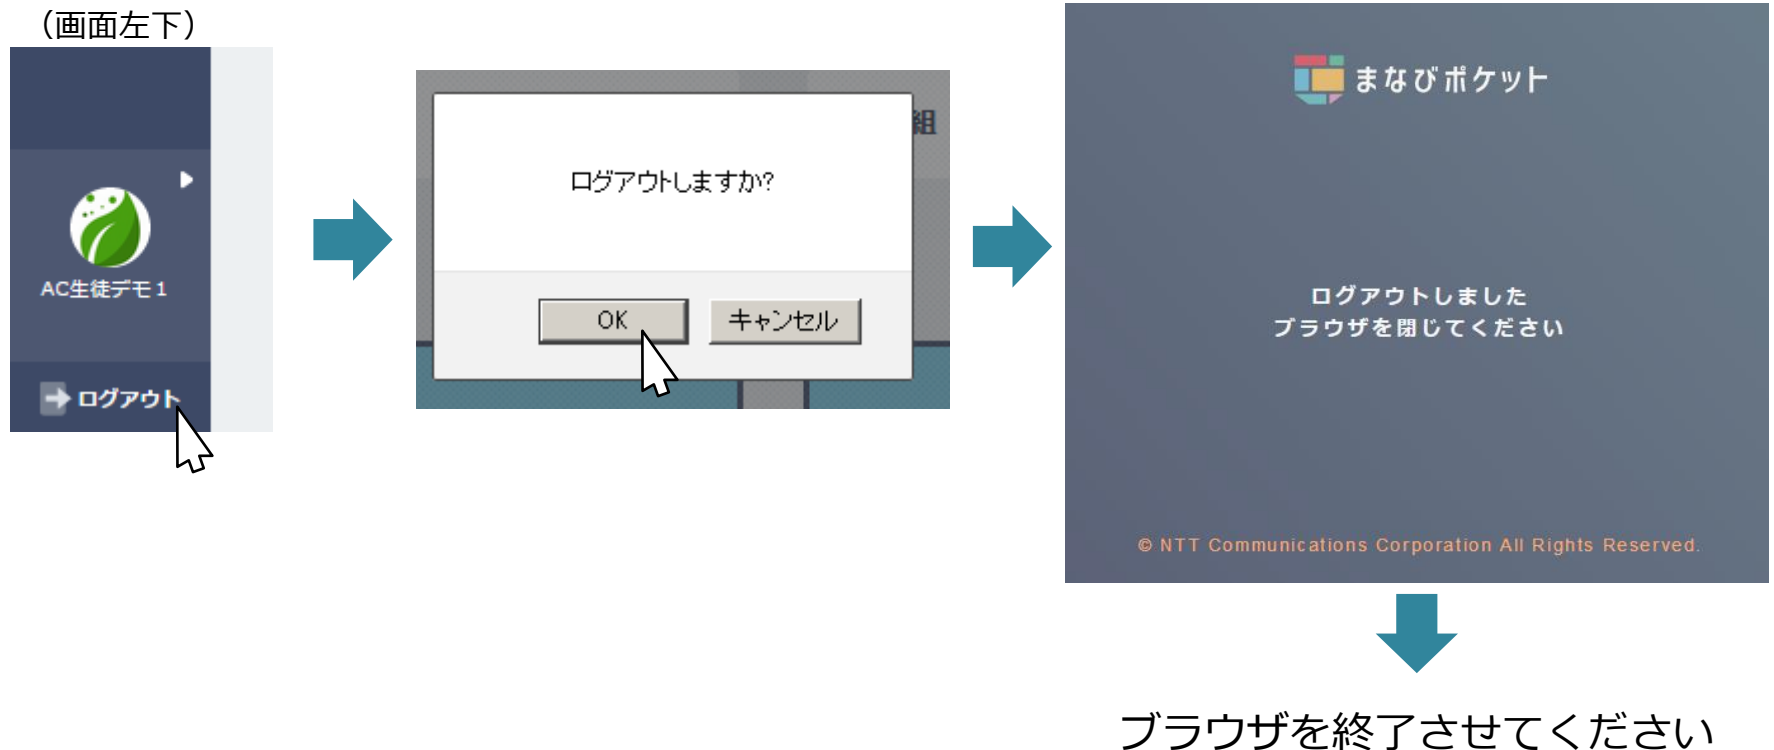 （画面左下）
AC生徒デモ１
ログアウト
組
ログアウトしますか?
OK
キャンセル
まなびポケット
ログアウトしました
ブラウザを閉じてください
© NTT Communications Corporation All Rights Reserved.
ブラウザを終了させてください